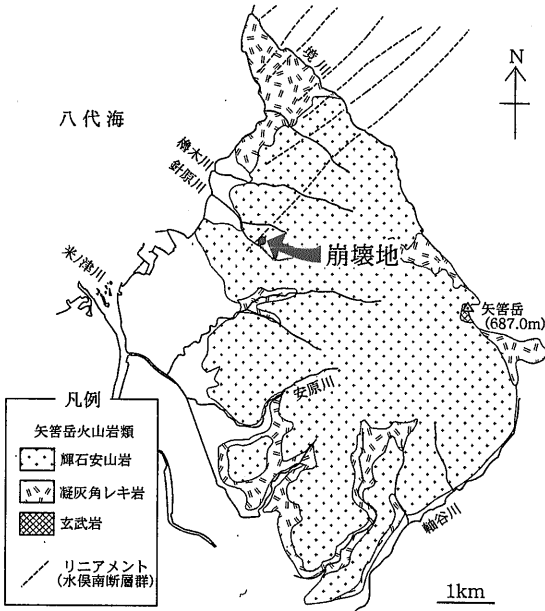 境川
N
八代海
櫓木川
針原川
崩壊地
米ノ津川
矢筈岳
(687.0m)
安原川
凡例
矢筈岳火山岩類
輝石安山岩
凝灰角レキ岩
玄武岩
リニアメント
(水俣南断層群)
軸谷川
1km